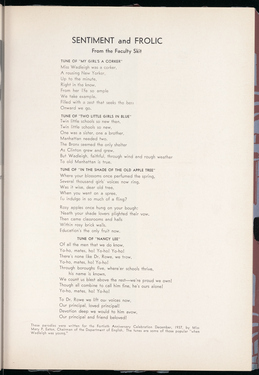 SENTIMENT and FROLIC
From the Faculty Skit
TUNE OF "MY GIRL'S A CORKER"
Miss Wadleigh was a corker,
A rousing New Yorker,
Up to the minute,
Right in the know,
From her life so ample
We take example.
Filled with a zest that seeks the best
Onward we go.
TUNE OF "TWO LITTLE GIRLS IN BLUE"
Twin little schools so new then,
Twin little schools so new,
One was a sister, one a brother,
Manhattan needed two.
The Bronx seemed the only shelter
As Clinton grew and grew,
But Wadleigh, faithful, through wind and rough weather
To old Manhattan is true.
TUNE OF "IN THE SHADE OF THE OLD APPLE TREE"
Where your blossoms once perfumed the spring,
Several thousand girls' voices now ring,
Was it wise, dear old tree,
When you went on a spree,
To indulge in so much of a fling?
Rosy apples once hung on your bough;
'Neath your shade lovers plighted their vow,
Then came classrooms and halls
Within rosy brick walls,
Education's the only fruit now.
TUNE OF "NANCY LEE"
Of all the men that we do know,
Yo-ho, mates, ho! Yo-ho! Yo-ho!
There's none like Dr. Rowe, we trow,
Yo-ho, mates, ho! Yo-ho!
Through boroughs five, where'er schools thrive,
his name is known.
We count us blest above the rest—we're proud we own!
Though all combine to call him fine, he's ours alone!
Yo-ho, mates, ho! Yo-ho!
To Dr. Rowe we lift our voices now,
Our principal, loved principal!
Devotion deep we would to him avow,
Our principal and friend beloved!
These parodies were written for the Fortieth Anniversary Celebration December, 1937, by Miss
Mary P. Eaton, Chairman of the Department of English. The tunes are some of those popular "when
Wadleigh was young."